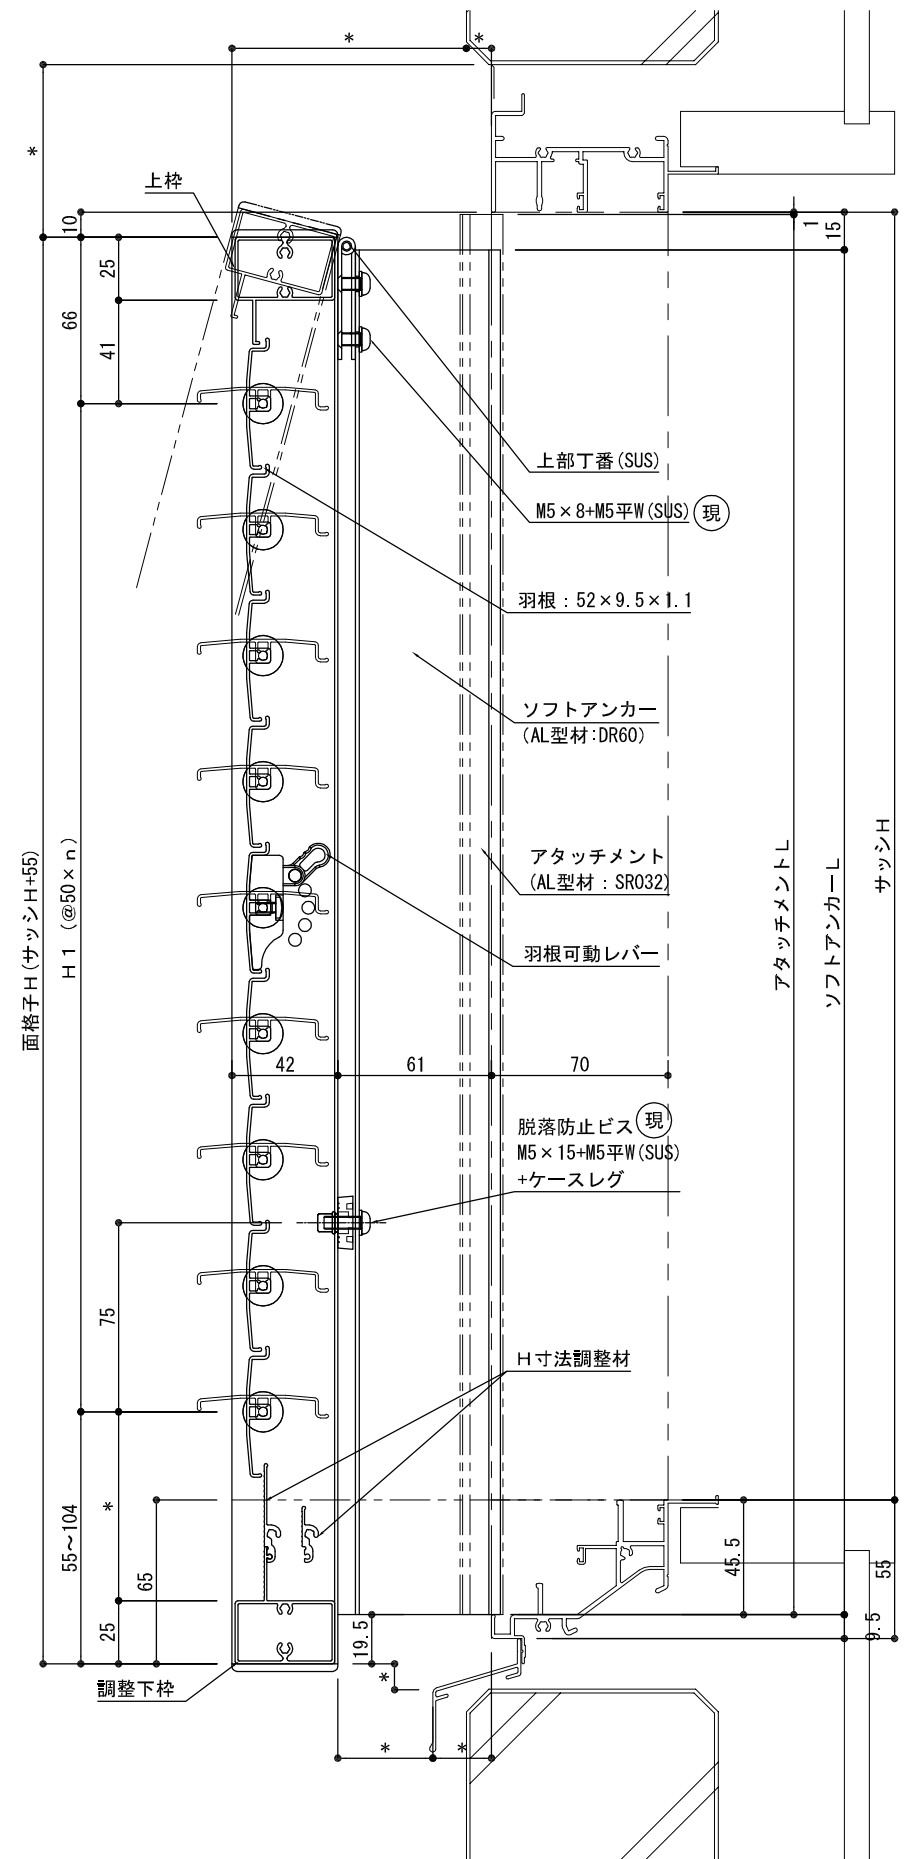 *
*
*
上枠
10
25
66
41
1
15
上部丁番(SUS)
M5×8+M5平W(SUS) 現
羽根：52×9.5×1.1
ソフトアンカー
(AL型材:DR60)
アタッチメント
(AL型材：SR032)
羽根可動レバー
面格子H(サッシH+55)
H1 (@50×n)
アタッチメントL
ソフトアンカーL
サッシH
42
61
70
脱落防止ビス 現
M5×15+M5平W(SUS)
+ケースレグ
75
H寸法調整材
*
55~104
65
25
45.5
55
9.5
19.5
*
調整下枠
*
*